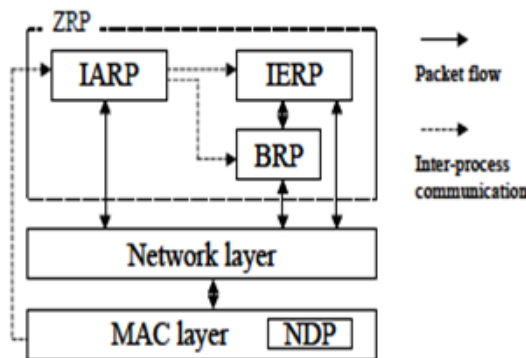 ZRP
IARP
IERP
BRP
Network layer
MAC layer
NDP
Packet flow
Inter-process
communication